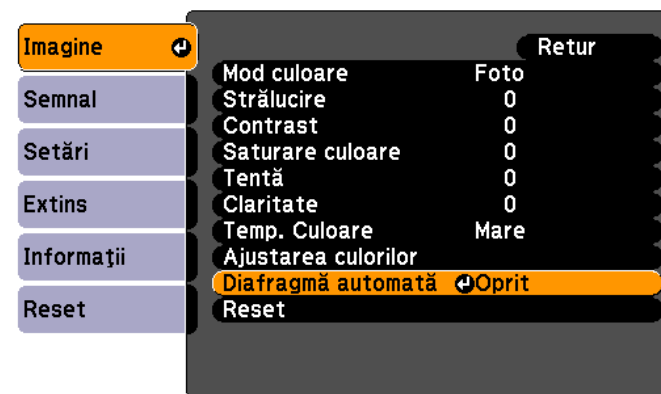 Imagine
Semnal
Setări
Extins
Informaţii
Reset
Retur
Mod culoare Foto
Strălucire 0
Contrast 0
Saturare culoare 0
Tentă 0
Claritate 0
Temp. Culoare Mare
Ajustarea culorilor
Diafragmă automată Oprit
Reset